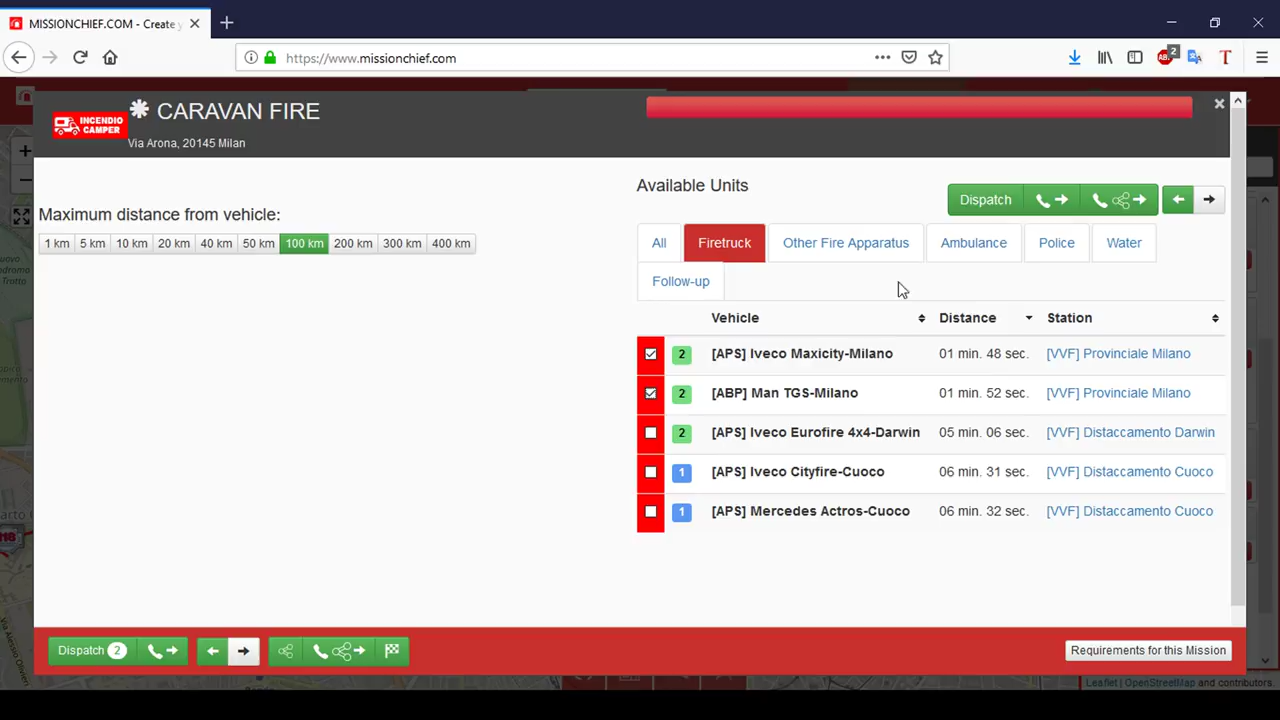 MISSIONCHIEF.COM - Create
https://www.missionchief.com
2
INCENDIO
CAMPER
CARAVAN FIRE
Via Arona, 20145 Milan
Maximum distance from vehicle:
1 km 5 km 10 km 20 km 40 km 50 km 100 km 200 km 300 km 400 km
Available Units
Dispatch
All Firetruck Other Fire Apparatus Ambulance Police Water
Follow-up
Vehicle Distance Station
2 [APS] Iveco Maxicity-Milano 01 min. 48 sec. [VVF] Provinciale Milano
2 [ABP] Man TGS-Milano 01 min. 52 sec. [VVF] Provinciale Milano
2 [APS] Iveco Eurofire 4x4-Darwin 05 min. 06 sec. [VVF] Distaccamento Darwin
1 [APS] Iveco Cityfire-Cuoco 06 min. 31 sec. [VVF] Distaccamento Cuoco
1 [APS] Mercedes Actros-Cuoco 06 min. 32 sec. [VVF] Distaccamento Cuoco
Dispatch 2
Requirements for this Mission
Leaflet | OpenStreetMap and contributors.